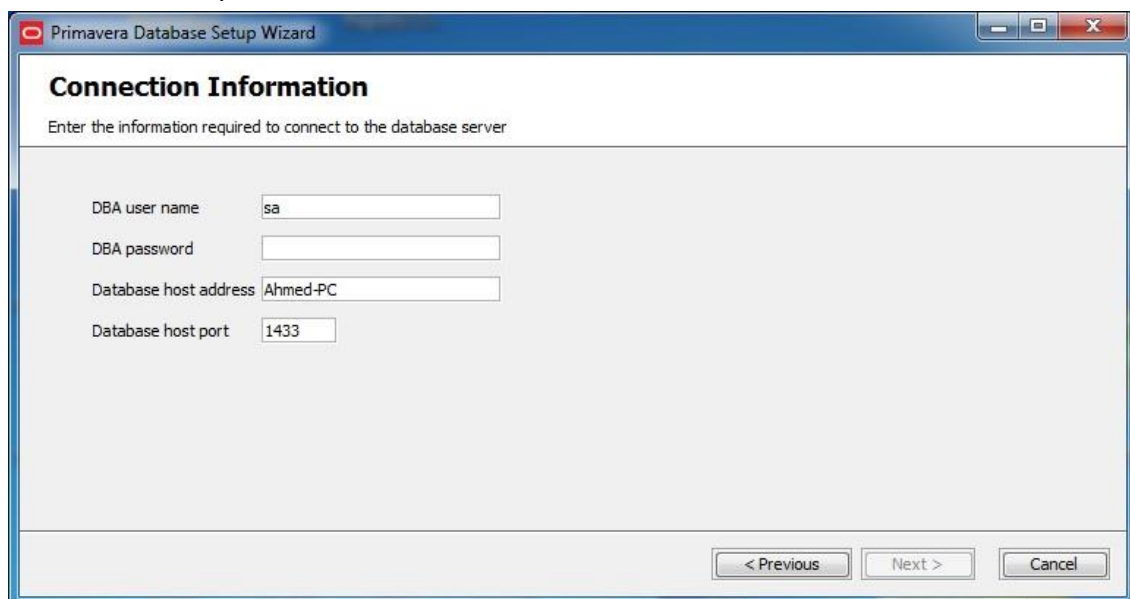 Primavera Database Setup Wizard
Connection Information
Enter the information required to connect to the database server
DBA user name sa
DBA password
Database host address Ahmed-PC
Database host port 1433
< Previous Next > Cancel